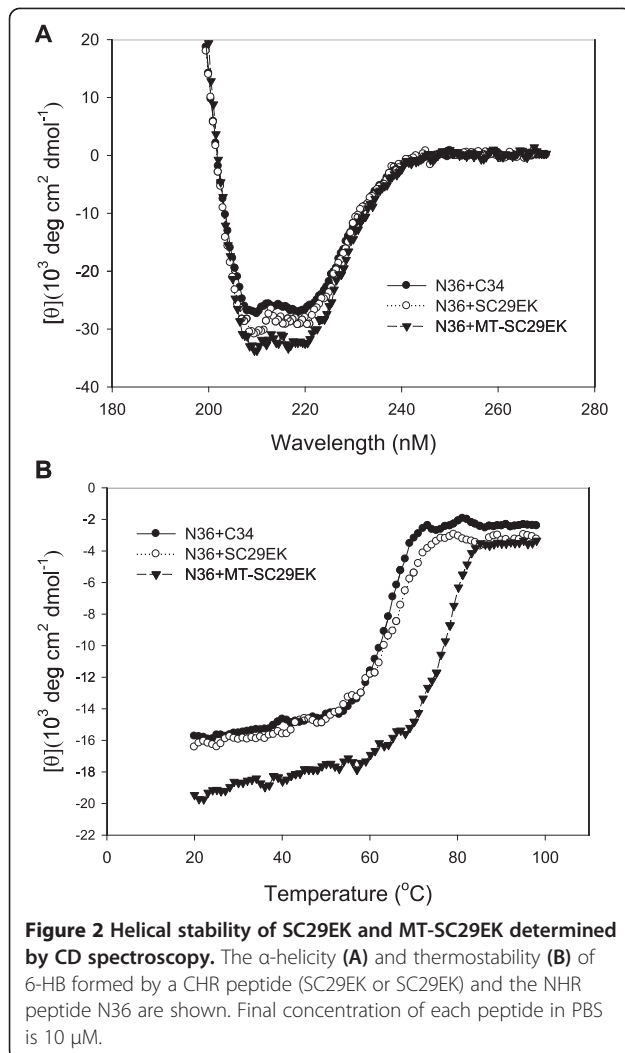 A
20
10
0
-10
-20
-30
-40
[θ](10³ deg cm² dmol⁻¹)
N36+C34
N36+SC29EK
N36+MT-SC29EK
180 200 220 240 260 280
Wavelength (nM)
B
0
-2
-4
-6
-8
-10
-12
-14
-16
-18
-20
-22
[θ](10³ deg cm² dmol⁻¹)
N36+C34
N36+SC29EK
N36+MT-SC29EK
0 20 40 60 80 100
Temperature (°C)
Figure 2 Helical stability of SC29EK and MT-SC29EK determined
by CD spectroscopy. The α-helicity (A) and thermostability (B) of
6-HB formed by a CHR peptide (SC29EK or SC29EK) and the NHR
peptide N36 are shown. Final concentration of each peptide in PBS
is 10 μM.